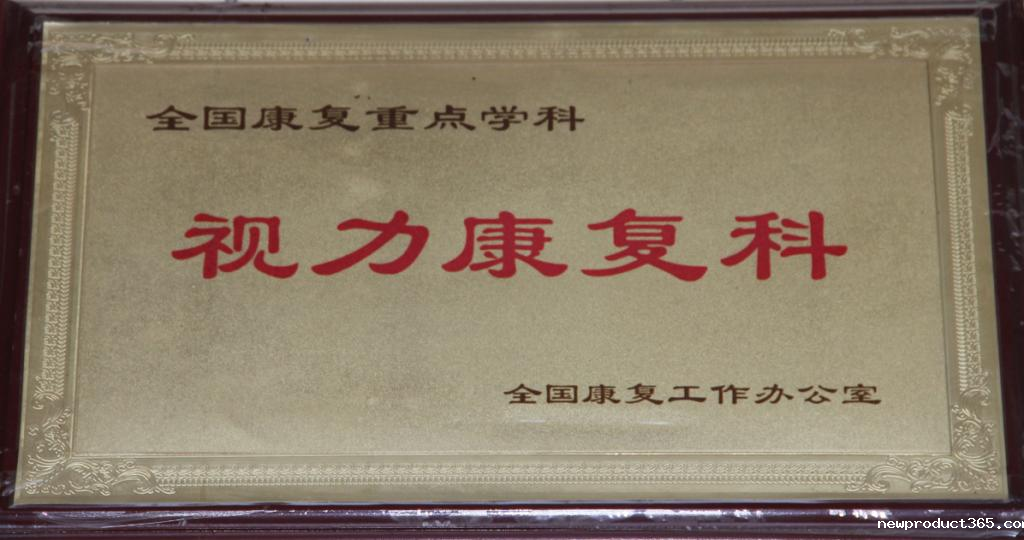 全国康复重点学科
视力康复科
全国康复工作办公室
newproduct365.co